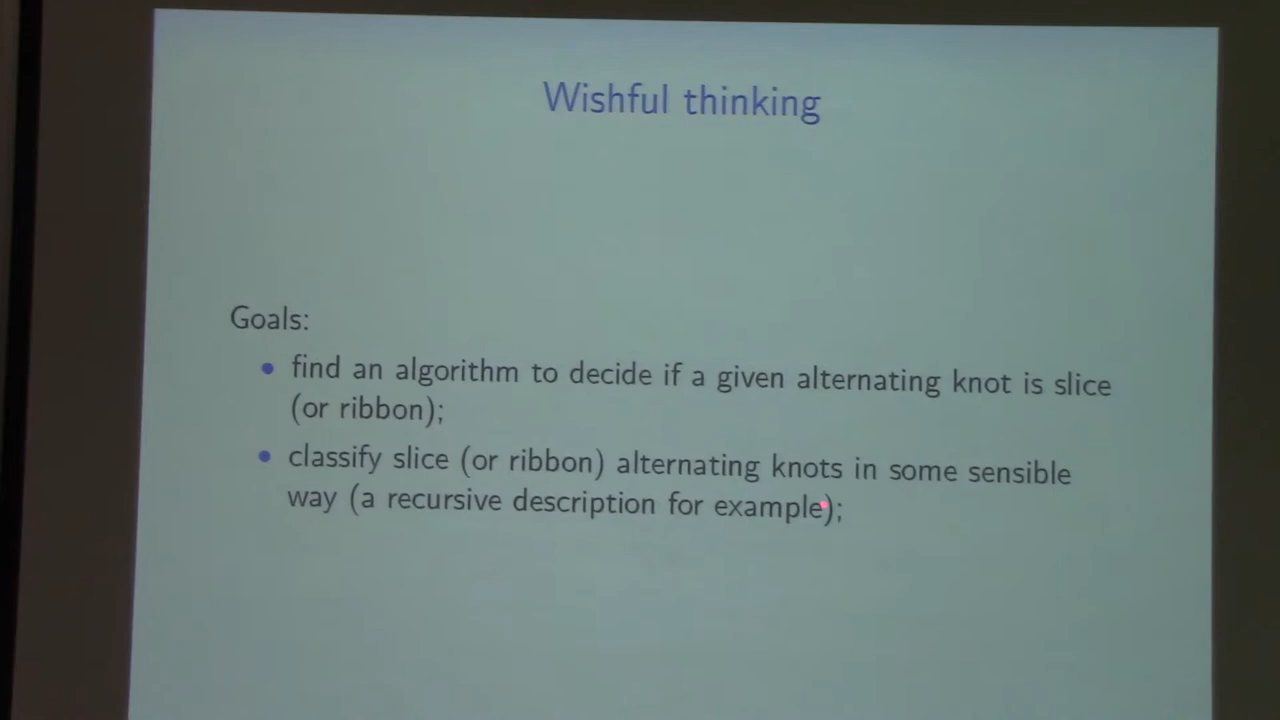 Wishful thinking
Goals:
• find an algorithm to decide if a given alternating knot is slice
(or ribbon);
• classify slice (or ribbon) alternating knots in some sensible
way (a recursive description for example);